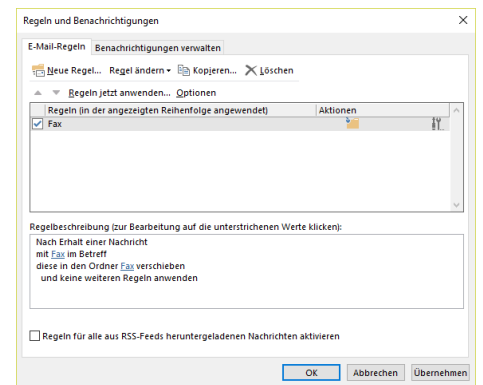 Regeln und Benachrichtigungen
E-Mail-Regeln Benachrichtigungen verwalten
Neue Regel... Regel ändern Kopieren... Löschen
Regeln jetzt anwenden... Optionen
Regeln (in der angezeigten Reihenfolge angewendet) Aktionen
Fax
Regelbeschreibung (zur Bearbeitung auf die unterstrichenen Werte klicken):
Nach Erhalt einer Nachricht
mit Fax im Betreff
diese in den Ordner Fax verschieben
und keine weiteren Regeln anwenden
Regeln für alle aus RSS-Feeds heruntergeladenen Nachrichten aktivieren
OK Abbrechen Übernehmen